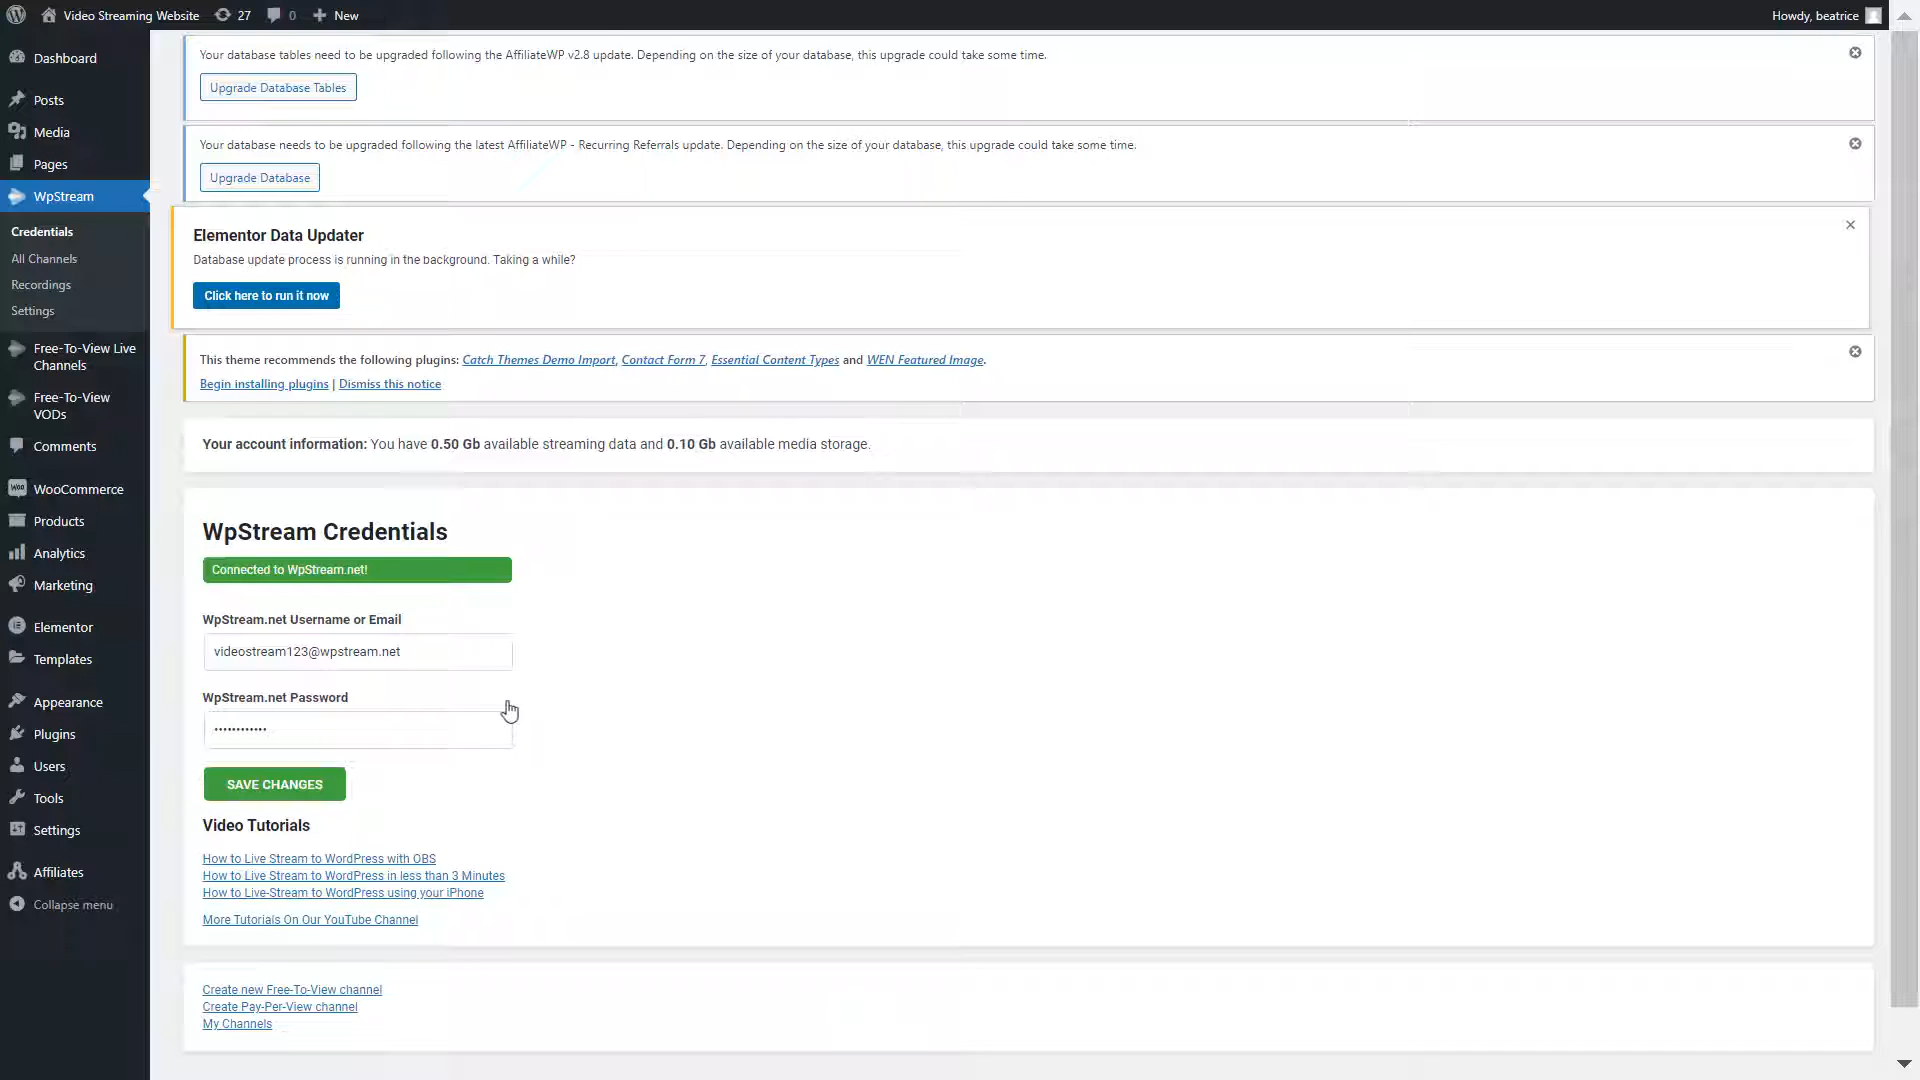 Video Streaming Website 27 0 New Howdy, beatrice
Dashboard
Posts
Media
Pages
WpStream
Credentials
All Channels
Recordings
Settings
Free-To-View Live
Channels
Free-To-View
VODs
Comments
Woo WooCommerce
Products
Analytics
Marketing
Elementor
Templates
Appearance
Plugins
Users
Tools
Settings
Affiliates
Collapse menu
Your database tables need to be upgraded following the AffiliateWP v2.8 update. Depending on the size of your database, this upgrade could take some time.
Upgrade Database Tables
Your database needs to be upgraded following the latest AffiliateWP - Recurring Referrals update. Depending on the size of your database, this upgrade could take some time.
Upgrade Database
Elementor Data Updater
Database update process is running in the background. Taking a while?
Click here to run it now
This theme recommends the following plugins: Catch Themes Demo Import, Contact Form 7, Essential Content Types and WEN Featured Image.
Begin installing plugins | Dismiss this notice
Your account information: You have 0.50 Gb available streaming data and 0.10 Gb available media storage.
WpStream Credentials
Connected to WpStream.net!
WpStream.net Username or Email
videostream123@wpstream.net
WpStream.net Password
••••••••••••
SAVE CHANGES
Video Tutorials
How to Live Stream to WordPress with OBS
How to Live Stream to WordPress in less than 3 Minutes
How to Live-Stream to WordPress using your iPhone
More Tutorials On Our YouTube Channel
Create new Free-To-View channel
Create Pay-Per-View channel
My Channels